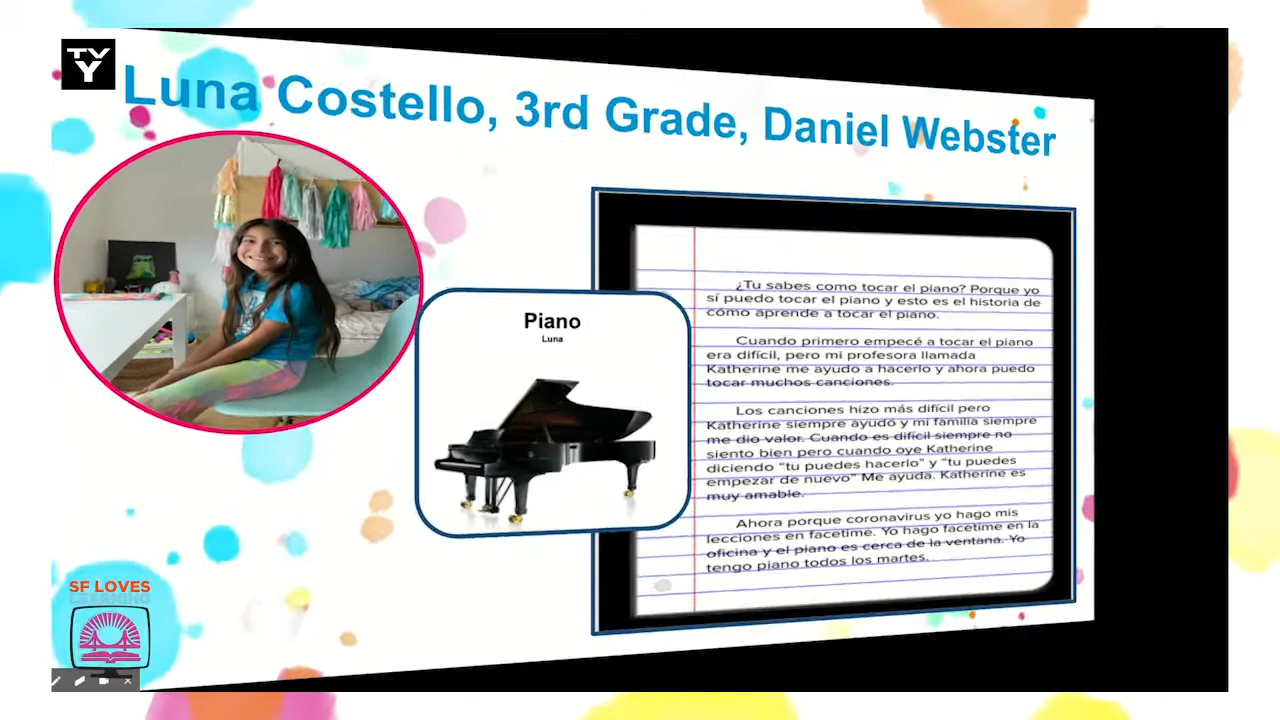 TV
Y
Luna Costello, 3rd Grade, Daniel Webster
Piano
Luna
¿Tu sabes como tocar el piano? Porque yo
sí puedo tocar el piano y esto es el historia de
cómo aprende a tocar el piano.
Cuando primero empecé a tocar el piano
era difícil, pero mi profesora llamada
Katherine me ayudo a hacerlo y ahora puedo
tocar muchos canciones.
Los canciones hizo más difícil pero
Katherine siempre ayudo y mi familia siempre
me dio valor. Cuando es difícil siempre no
siento bien pero cuando oye Katherine
diciendo “tu puedes hacerlo” y “tu puedes
empezar de nuevo” Me ayuda. Katherine es
muy amable.
Ahora porque coronavirus yo hago mis
lecciones en facetime. Yo hago facetime en la
oficina y el piano es cerca de la ventana. Yo
tengo piano todos los martes.
SF LOVES
LEARNING